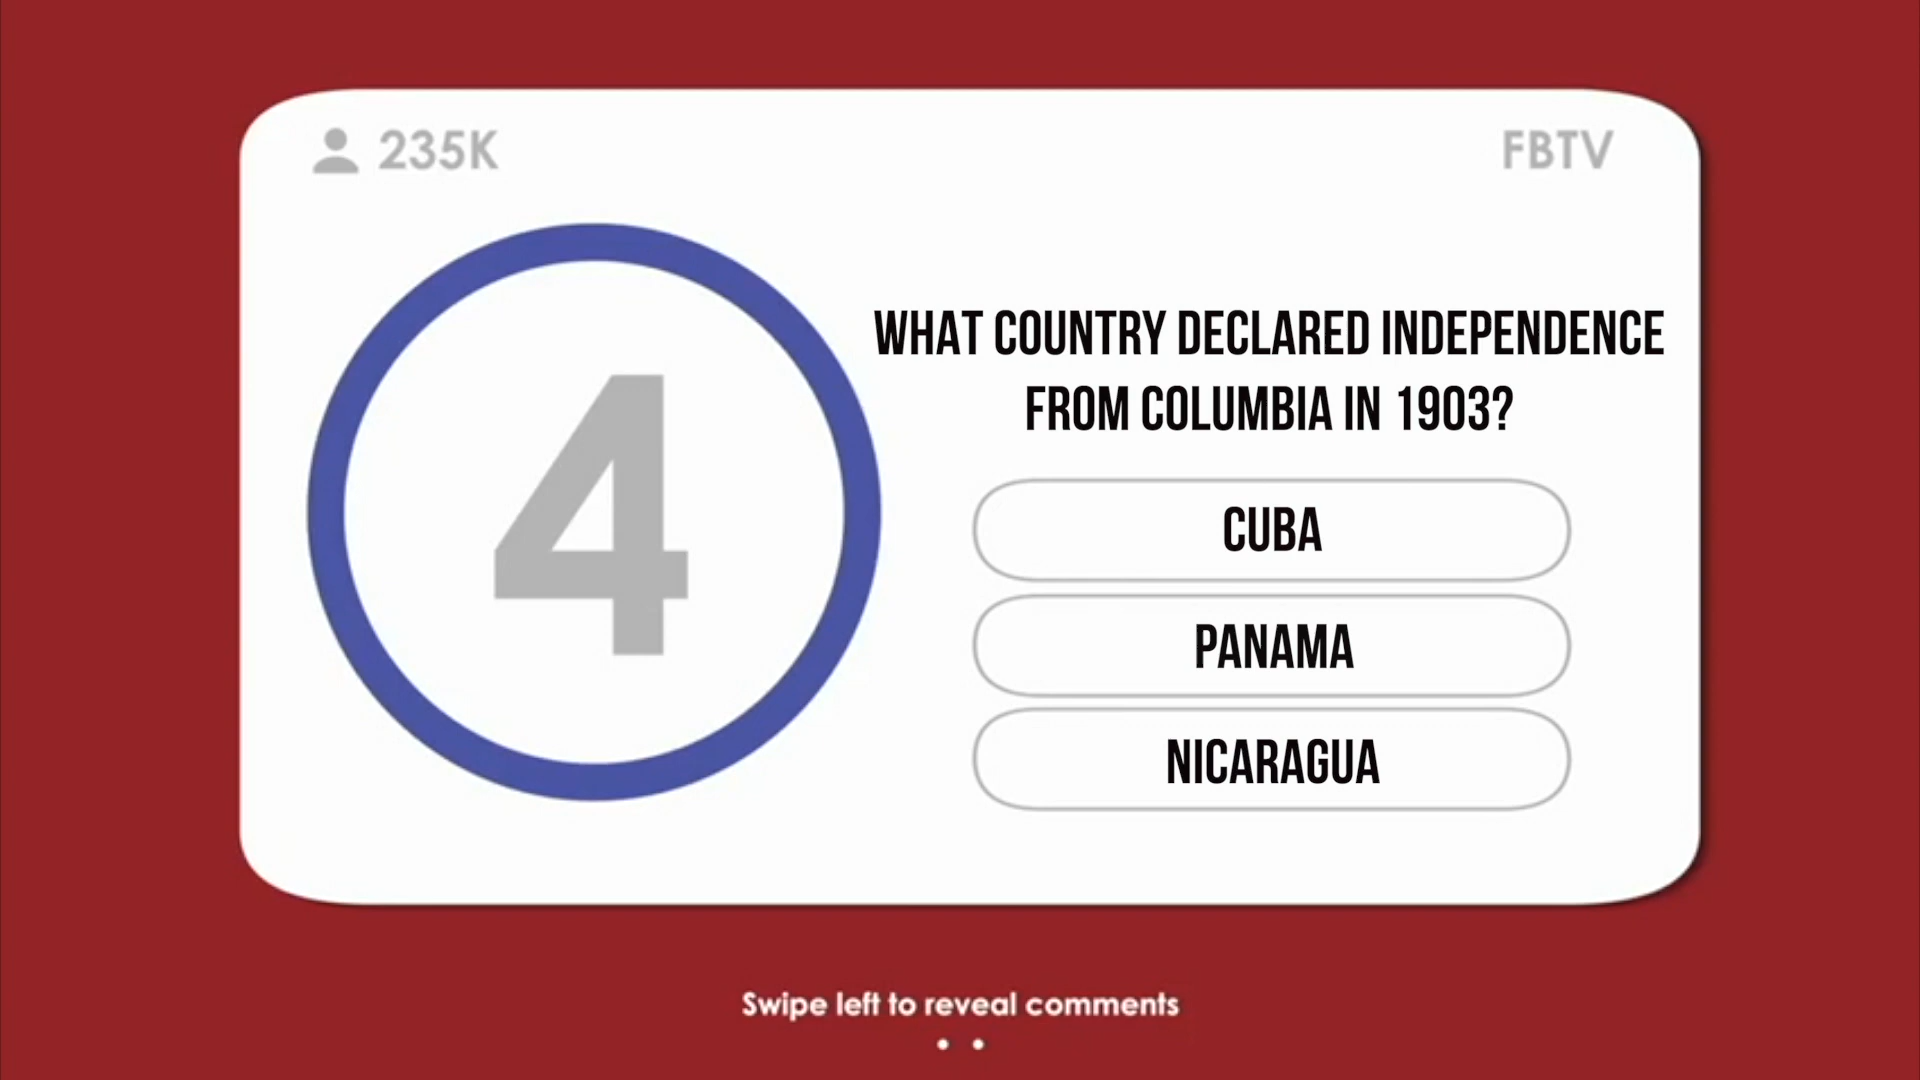 235K
FBTV
4
WHAT COUNTRY DECLARED INDEPENDENCE
FROM COLUMBIA IN 1903?
CUBA
PANAMA
NICARAGUA
Swipe left to reveal comments